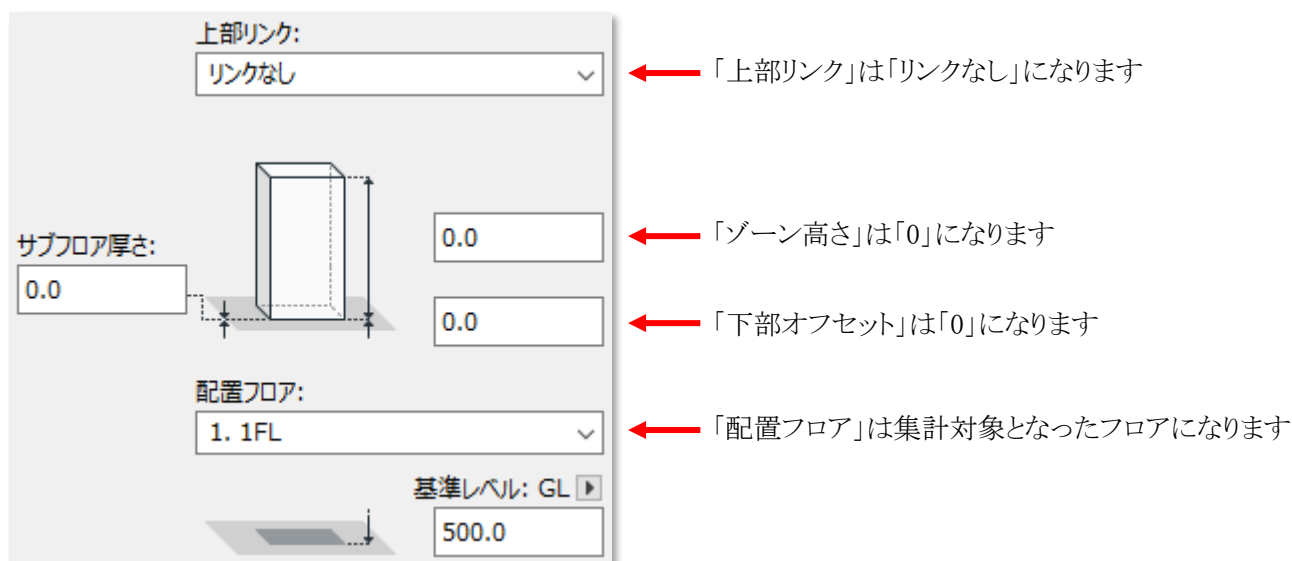 上部リンク:
リンクなし
「上部リンク」は「リンクなし」になります
0.0
「ゾーン高さ」は「0」になります
サブフロア厚さ:
0.0
0.0
「下部オフセット」は「0」になります
配置フロア:
1. 1FL
「配置フロア」は集計対象となったフロアになります
基準レベル: GL
500.0